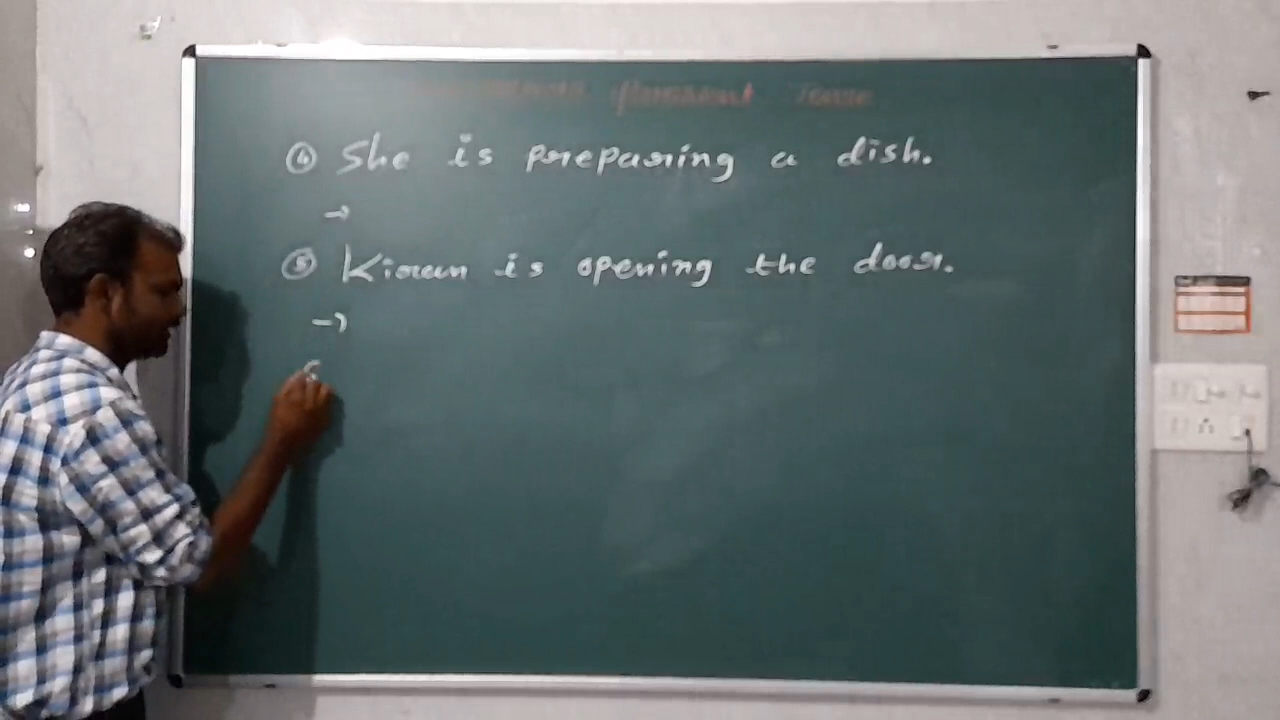 Present Tense
④ She is preparing a dish.
→
⑤ Kiran is opening the door.
→